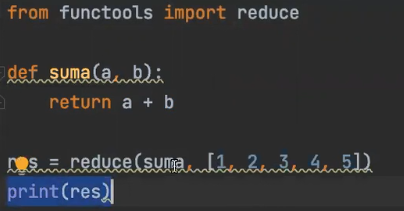 from functools import reduce
def suma(a, b):
    return a + b
res = reduce(suma, [1, 2, 3, 4, 5])
print(res)